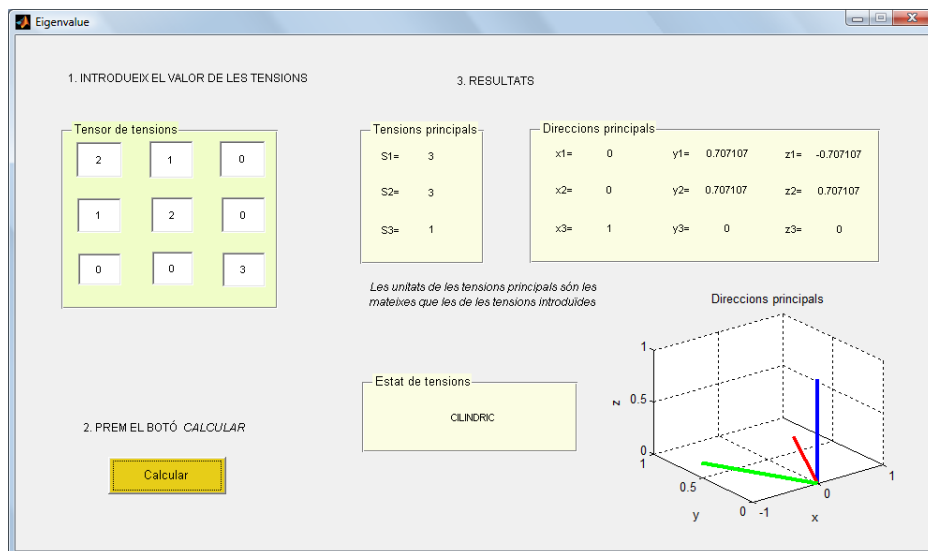 Eigenvalue
1. INTRODUEIX EL VALOR DE LES TENSIONS
3. RESULTATS
Tensor de tensions
2 1 0
1 2 0
0 0 3
Tensions principals
S1= 3
S2= 3
S3= 1
Direccions principals
x1= 0 y1= 0.707107 z1= -0.707107
x2= 0 y2= 0.707107 z2= 0.707107
x3= 1 y3= 0 z3= 0
Les unitats de les tensions principals són les
mateixes que les de les tensions introduïdes
Estat de tensions
CILINDRIC
2. PREM EL BOTÓ CALCULAR
Calcular
Direccions principals
1
0.5
0
z
1
0.5
0
y
-1
0
1
x